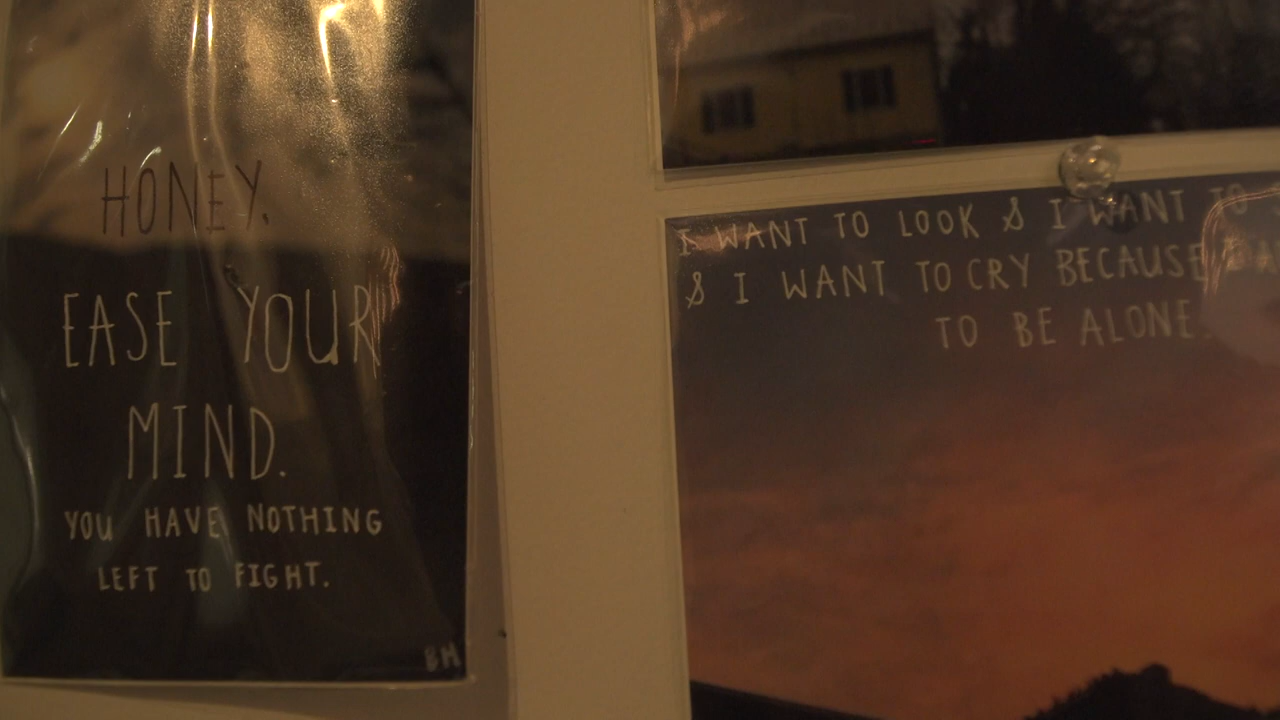 HONEY.
EASE YOUR
MIND.
YOU HAVE NOTHING
LEFT TO FIGHT.
BM
I WANT TO LOOK & I WANT TO
& I WANT TO CRY BECAUSE
TO BE ALONE.